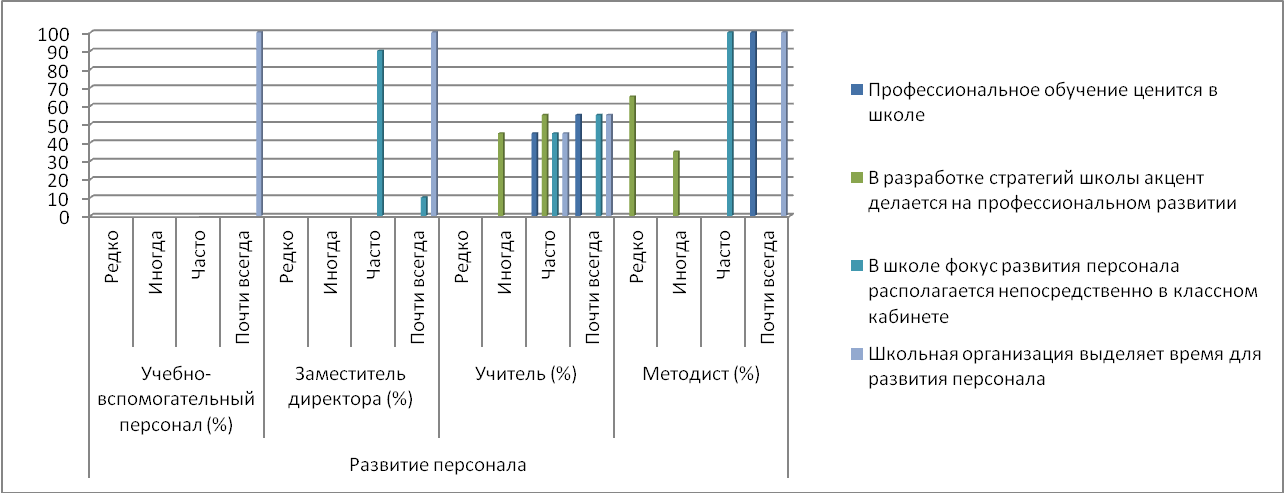 100
90
80
70
60
50
40
30
20
10
0
Редко
Иногда
Часто
Почти всегда
Редко
Иногда
Часто
Почти всегда
Редко
Иногда
Часто
Почти всегда
Редко
Иногда
Часто
Почти всегда
Учебно-
вспомогательный
персонал (%)
Заместитель
директора (%)
Учитель (%)
Методист (%)
Развитие персонала
Профессиональное обучение ценится в
школе
В разработке стратегий школы акцент
делается на профессиональном развитии
В школе фокус развития персонала
располагается непосредственно в классном
кабинете
Школьная организация выделяет время для
развития персонала